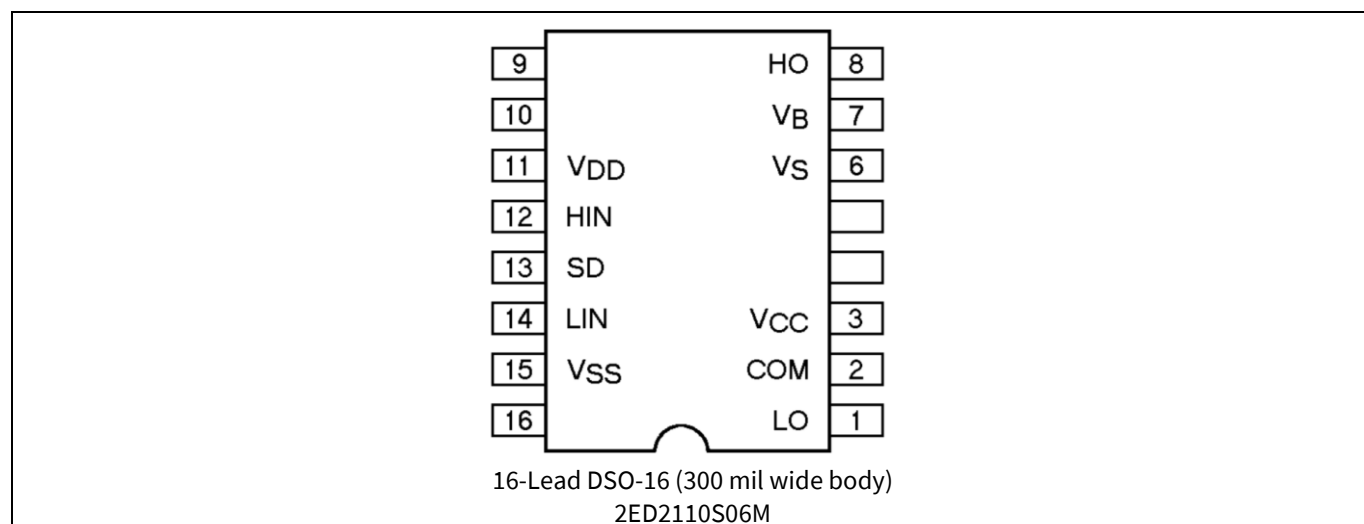 9 HO 8
10 VB 7
11 VDD VS 6
12 HIN
13 SD
14 LIN VCC 3
15 VSS COM 2
16 LO 1
16-Lead DSO-16 (300 mil wide body)
2ED2110S06M